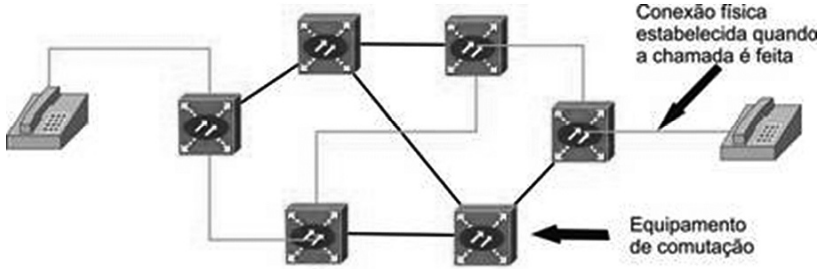 Conexão física
estabelecida quando
a chamada é feita
Equipamento
de comutação